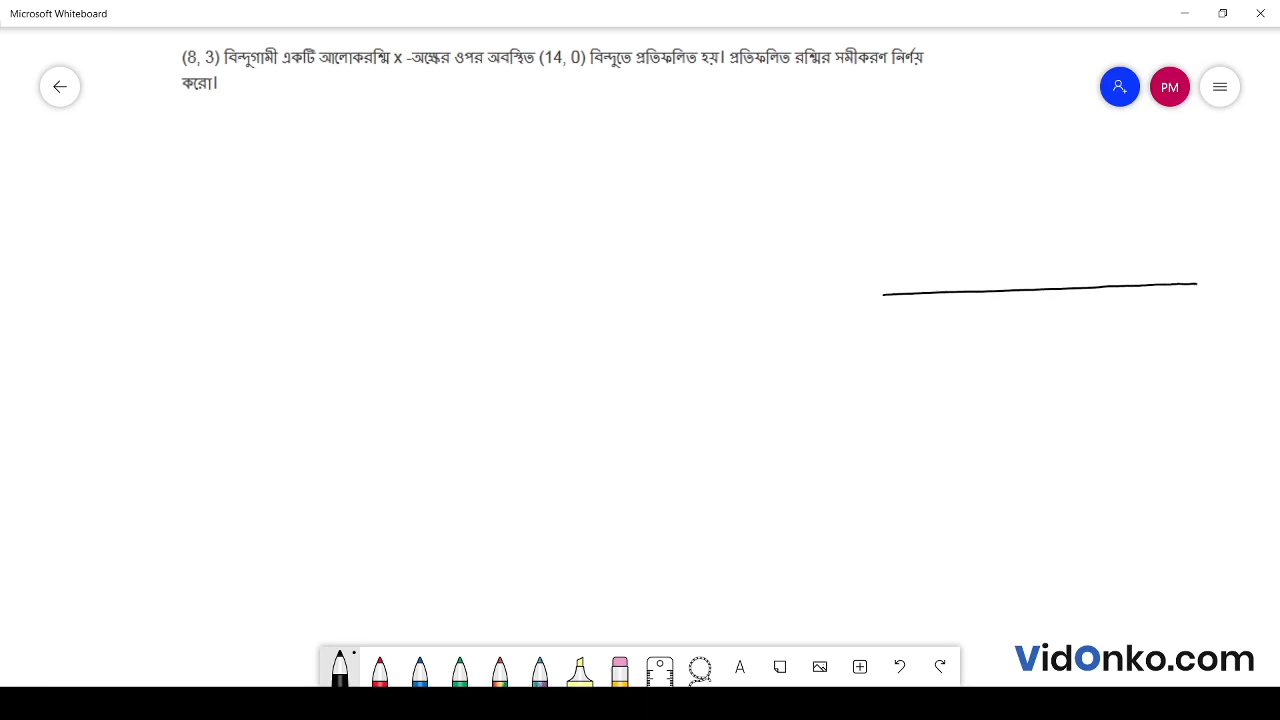 Microsoft Whiteboard
(8, 3) বিন্দুগামী একটি আলোকরশ্মি x -অক্ষের ওপর অবস্থিত (14, 0) বিন্দুতে প্রতিফলিত হয়। প্রতিফলিত রশ্মির সমীকরণ নির্ণয়
করো।
PM
A
VidOnko.com